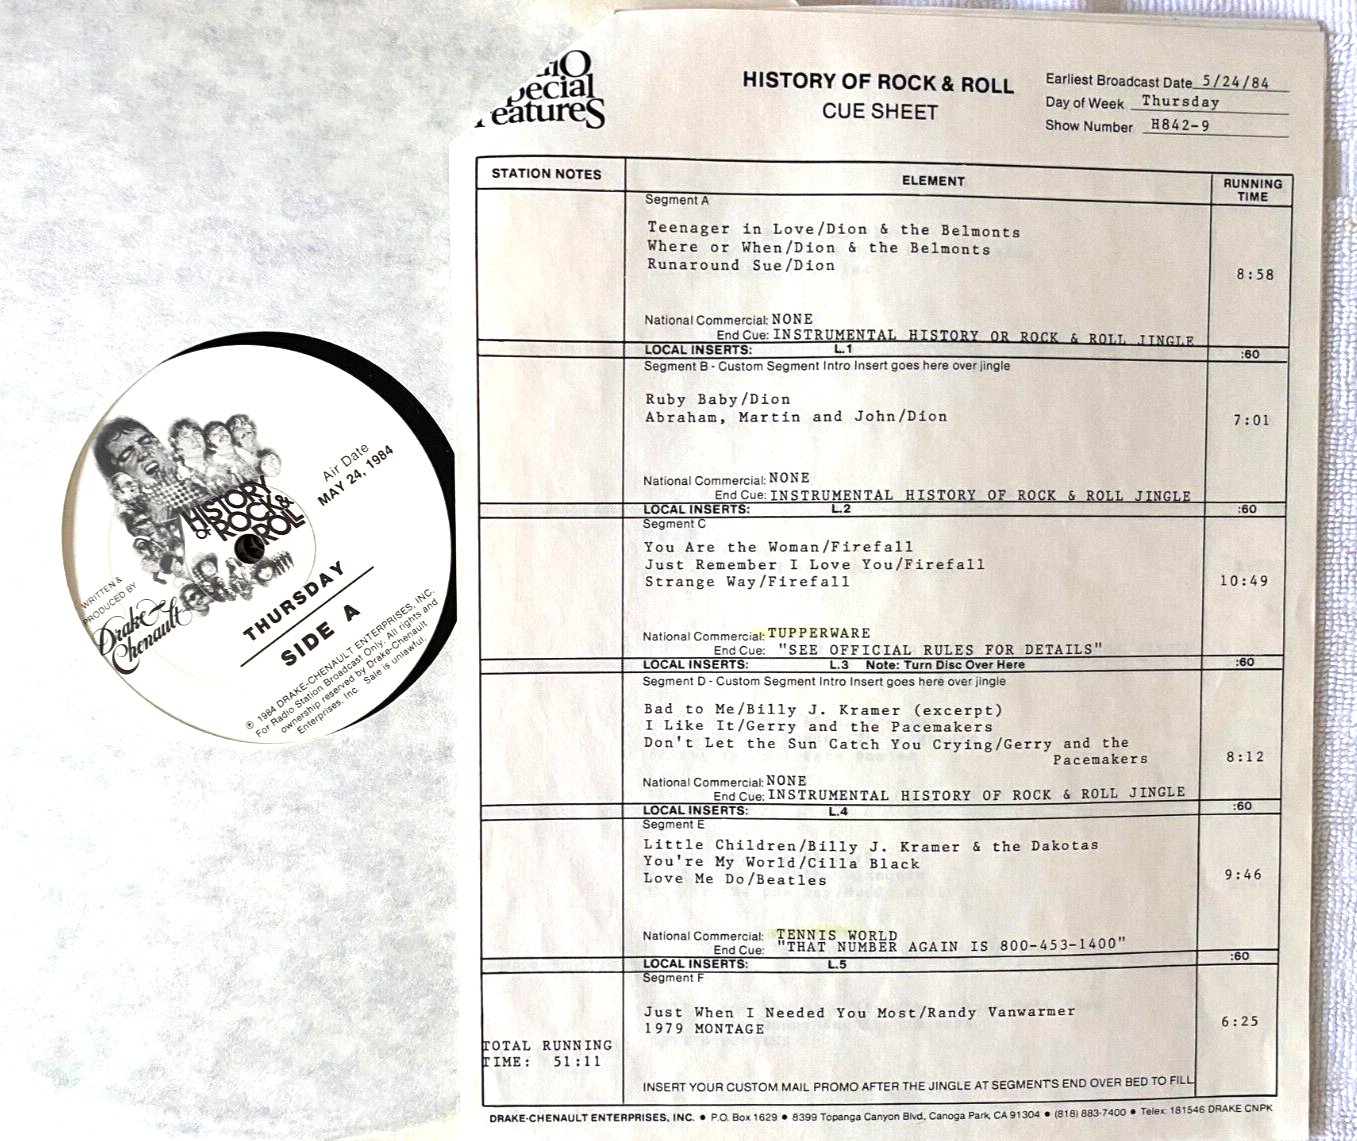 Special
Features
HISTORY OF ROCK & ROLL
CUE SHEET
Earliest Broadcast Date 5/24/84
Day of Week Thursday
Show Number H842-9
STATION NOTES
ELEMENT
RUNNING
TIME
Segment A
Teenager in Love/Dion & the Belmonts
Where or When/Dion & the Belmonts
Runaround Sue/Dion
8:58
National Commercial: NONE
End Cue: INSTRUMENTAL HISTORY OR ROCK & ROLL JINGLE
LOCAL INSERTS: L.1 :60
Segment B - Custom Segment Intro Insert goes here over jingle
Ruby Baby/Dion
Abraham, Martin and John/Dion
7:01
National Commercial: NONE
End Cue: INSTRUMENTAL HISTORY OF ROCK & ROLL JINGLE
LOCAL INSERTS: L.2 :60
Segment C
You Are the Woman/Firefall
Just Remember I Love You/Firefall
Strange Way/Firefall
10:49
National Commercial: TUPPERWARE
End Cue: "SEE OFFICIAL RULES FOR DETAILS"
LOCAL INSERTS: L.3 Note: Turn Disc Over Here :60
Segment D - Custom Segment Intro Insert goes here over jingle
Bad to Me/Billy J. Kramer (excerpt)
I Like It/Gerry and the Pacemakers
Don't Let the Sun Catch You Crying/Gerry and the
Pacemakers
8:12
National Commercial: NONE
End Cue: INSTRUMENTAL HISTORY OF ROCK & ROLL JINGLE
LOCAL INSERTS: L.4 :60
Segment E
Little Children/Billy J. Kramer & the Dakotas
You're My World/Cilla Black
Love Me Do/Beatles
9:46
National Commercial: TENNIS WORLD
End Cue: "THAT NUMBER AGAIN IS 800-453-1400"
LOCAL INSERTS: L.5 :60
Segment F
Just When I Needed You Most/Randy Vanwarmer
1979 MONTAGE
6:25
TOTAL RUNNING
TIME: 51:11
INSERT YOUR CUSTOM MAIL PROMO AFTER THE JINGLE AT SEGMENT'S END OVER BED TO FILL
DRAKE-CHENAULT ENTERPRISES, INC. ● P.O. Box 1629 ● 8399 Topanga Canyon Blvd, Canoga Park, CA 91304 ● (818) 883-7400 ● Telex: 181546 DRAKE CNPK
HISTORY
OF ROCK &
ROLL
Air Date
MAY 24, 1984
WRITTEN &
PRODUCED BY
Drake-
Chenault
THURSDAY
SIDE A
© 1984 DRAKE-CHENAULT ENTERPRISES, INC.
For Radio Station Broadcast Only. All rights and
ownership reserved by Drake-Chenault
Enterprises, Inc. Sale is unlawful.